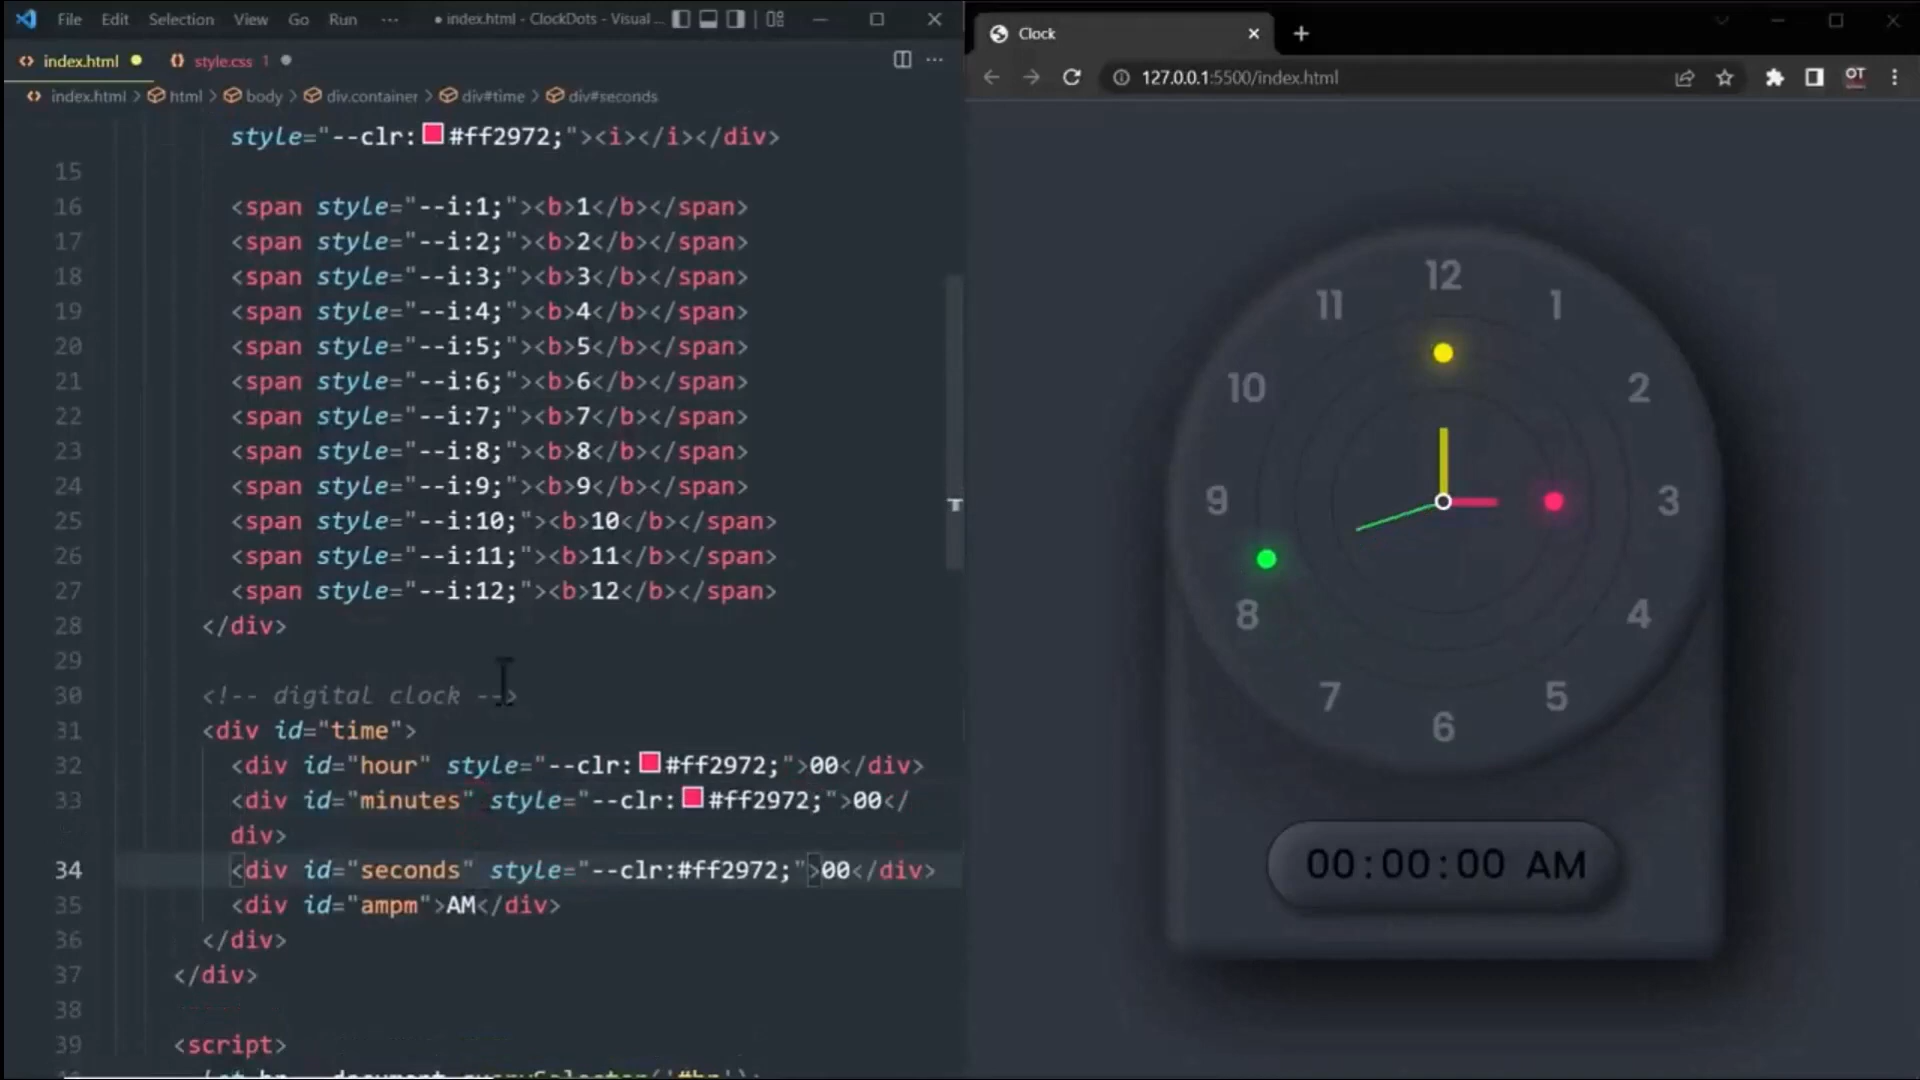 File Edit Selection View Go Run ··· ● index.html - ClockDots - Visual ...
index.html ● style.css 1 ●
index.html > html > body > div.container > div#time > div#seconds
style="--clr:#ff2972;"><i></i></div>
15
16 <span style="--i:1;"><b>1</b></span>
17 <span style="--i:2;"><b>2</b></span>
18 <span style="--i:3;"><b>3</b></span>
19 <span style="--i:4;"><b>4</b></span>
20 <span style="--i:5;"><b>5</b></span>
21 <span style="--i:6;"><b>6</b></span>
22 <span style="--i:7;"><b>7</b></span>
23 <span style="--i:8;"><b>8</b></span>
24 <span style="--i:9;"><b>9</b></span>
25 <span style="--i:10;"><b>10</b></span>
26 <span style="--i:11;"><b>11</b></span>
27 <span style="--i:12;"><b>12</b></span>
28 </div>
29
30 <!-- digital clock -->
31 <div id="time">
32 <div id="hour" style="--clr:#ff2972;">00</div>
33 <div id="minutes" style="--clr:#ff2972;">00</
div>
34 <div id="seconds" style="--clr:#ff2972;">00</div>
35 <div id="ampm">AM</div>
36 </div>
37 </div>
38
39 <script>
Clock
127.0.0.1:5500/index.html
OT
12
11 1
10 2
9 3
8 4
7 5
6
00:00:00 AM